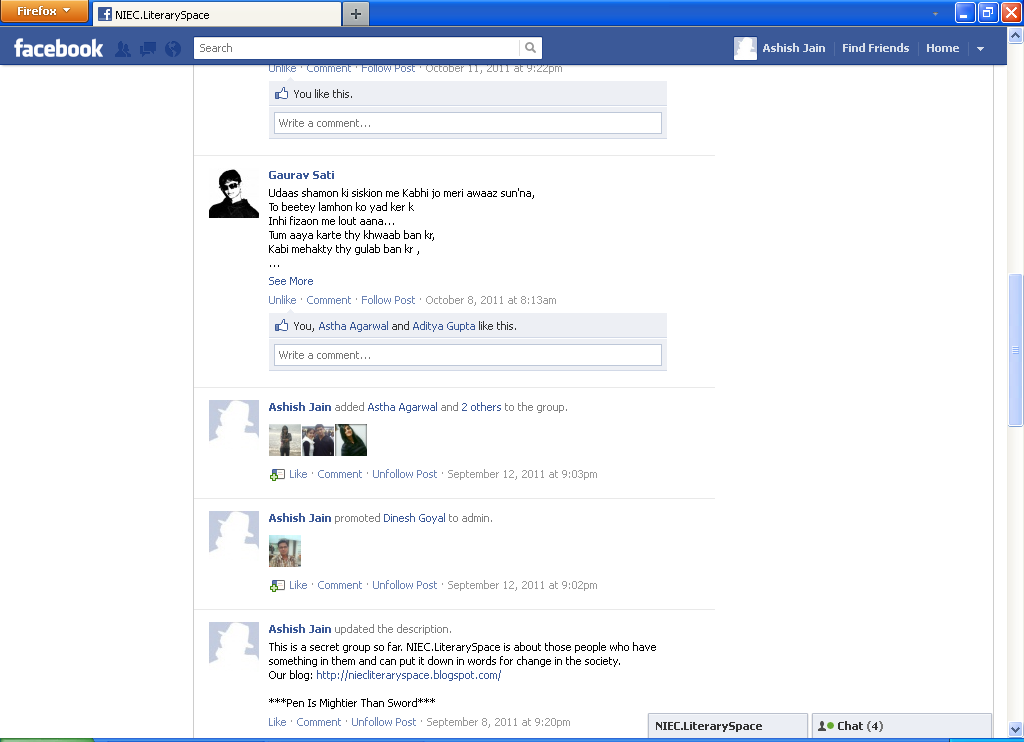 Firefox
NIEC.LiterarySpace
facebook
Search
Ashish Jain
Find Friends
Home
Unlike · Comment · Follow Post · October 11, 2011 at 9:22pm
You like this.
Write a comment...
Gaurav Sati
Udaas shamon ki siskion me Kabhi jo meri awaaz sun'na,
To beetey lamhon ko yad ker k
Inhi fizaon me lout aana...
Tum aaya karte thy khwaab ban kr,
Kabi mehakty thy gulab ban kr ,
...
See More
Unlike · Comment · Follow Post · October 8, 2011 at 8:13am
You, Astha Agarwal and Aditya Gupta like this.
Write a comment...
Ashish Jain added Astha Agarwal and 2 others to the group.
Like · Comment · Unfollow Post · September 12, 2011 at 9:03pm
Ashish Jain promoted Dinesh Goyal to admin.
Like · Comment · Unfollow Post · September 12, 2011 at 9:02pm
Ashish Jain updated the description.
This is a secret group so far. NIEC.LiterarySpace is about those people who have
something in them and can put it down in words for change in the society.
Our blog: http://niecliteraryspace.blogspot.com/
***Pen Is Mightier Than Sword***
Like · Comment · Unfollow Post · September 8, 2011 at 9:20pm
NIEC.LiterarySpace
Chat (4)